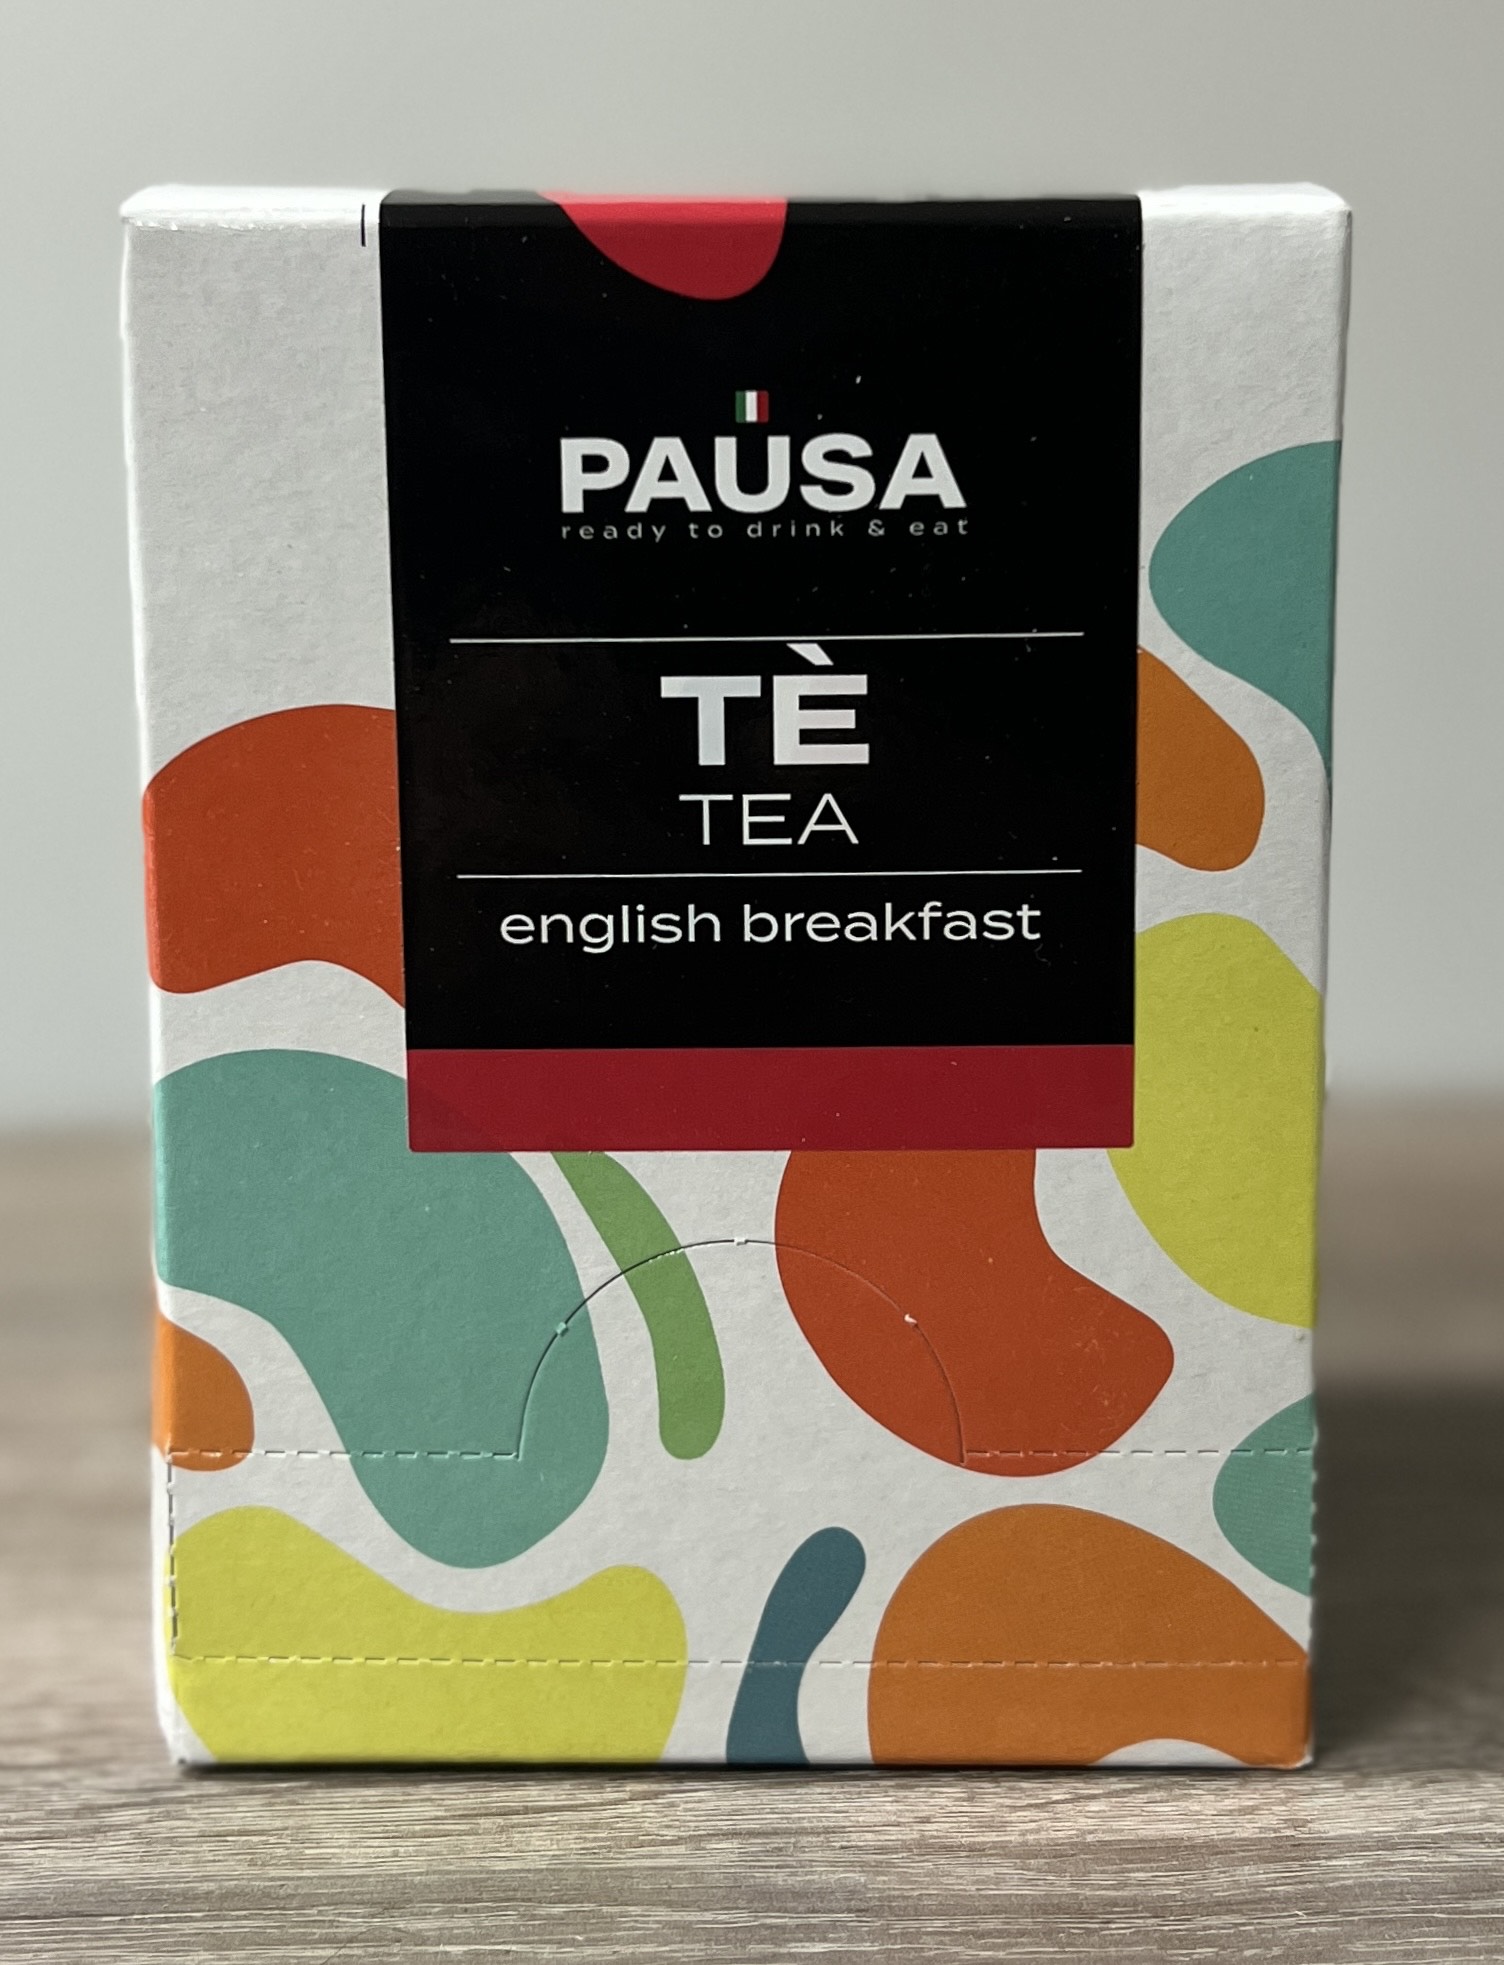 PAUSA
ready to drink & eat
TÈ
TEA
english breakfast